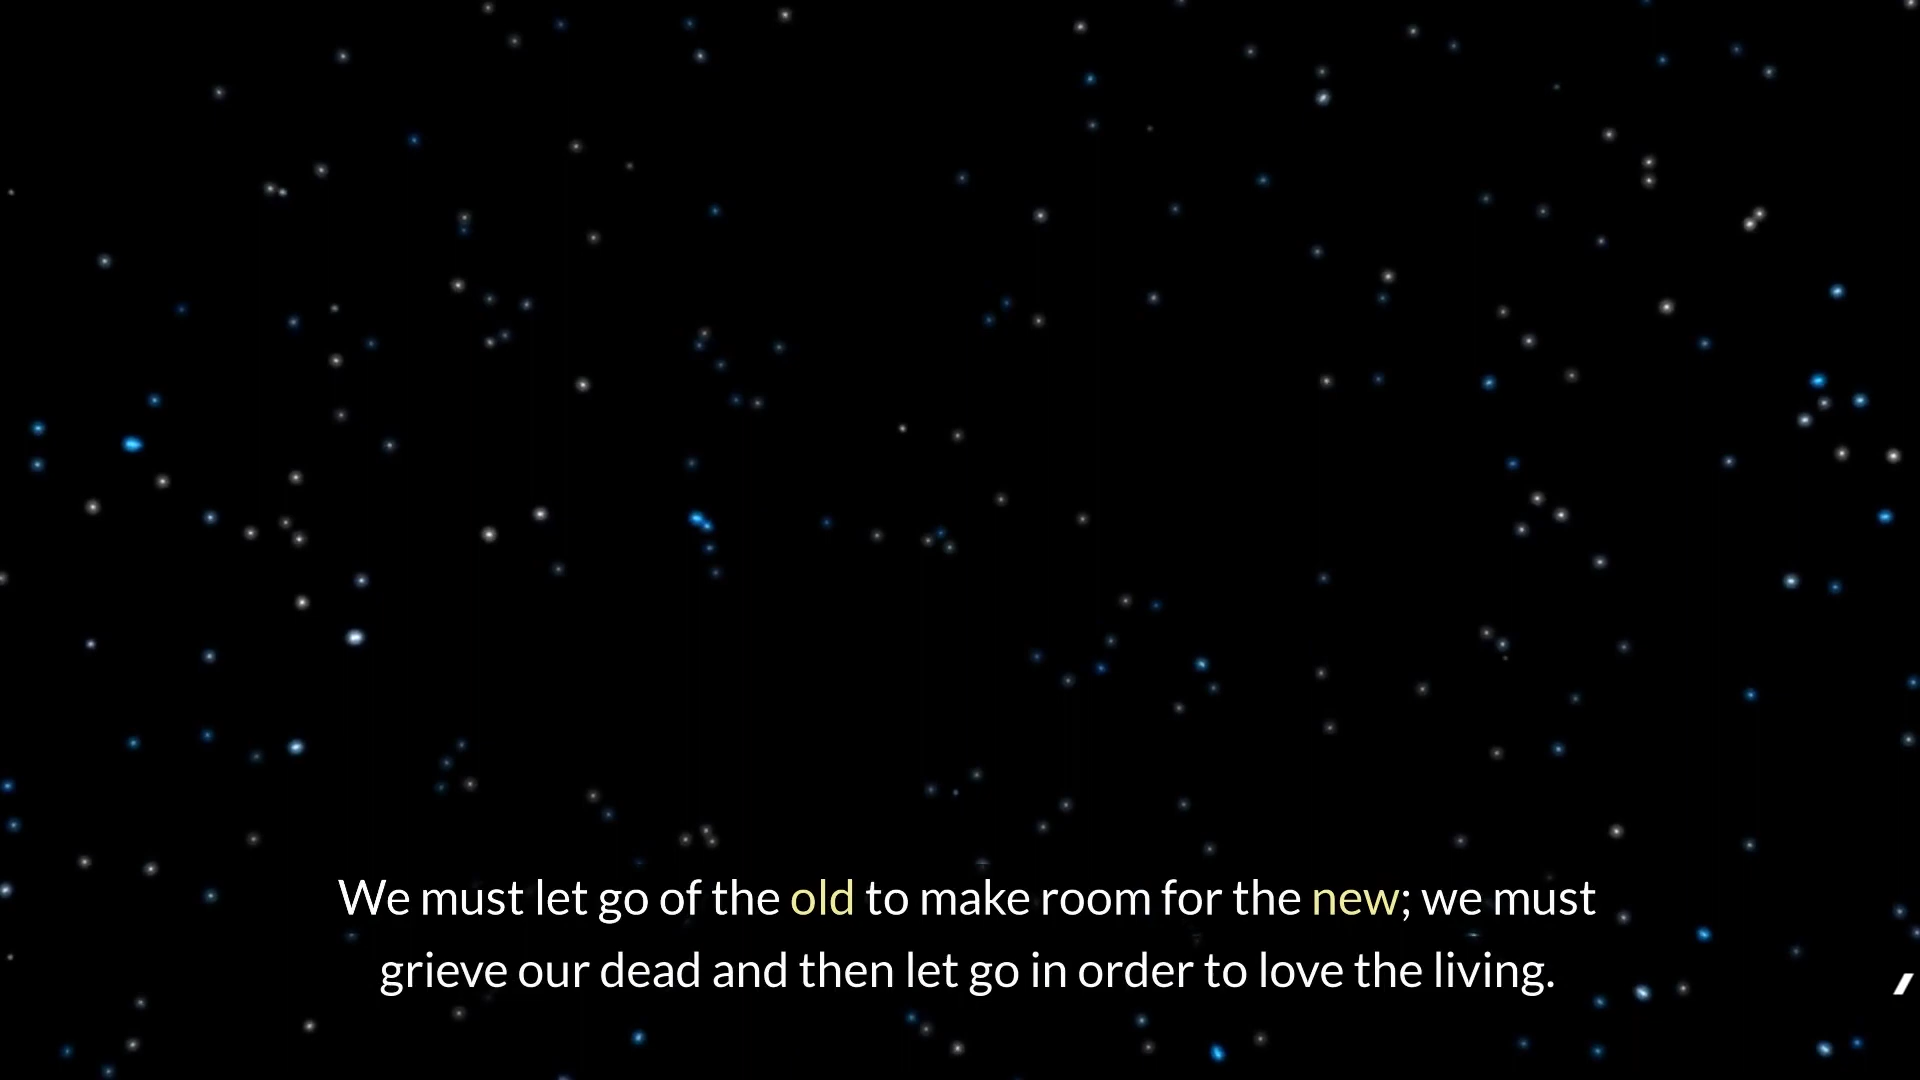 We must let go of the old to make room for the new; we must
grieve our dead and then let go in order to love the living.